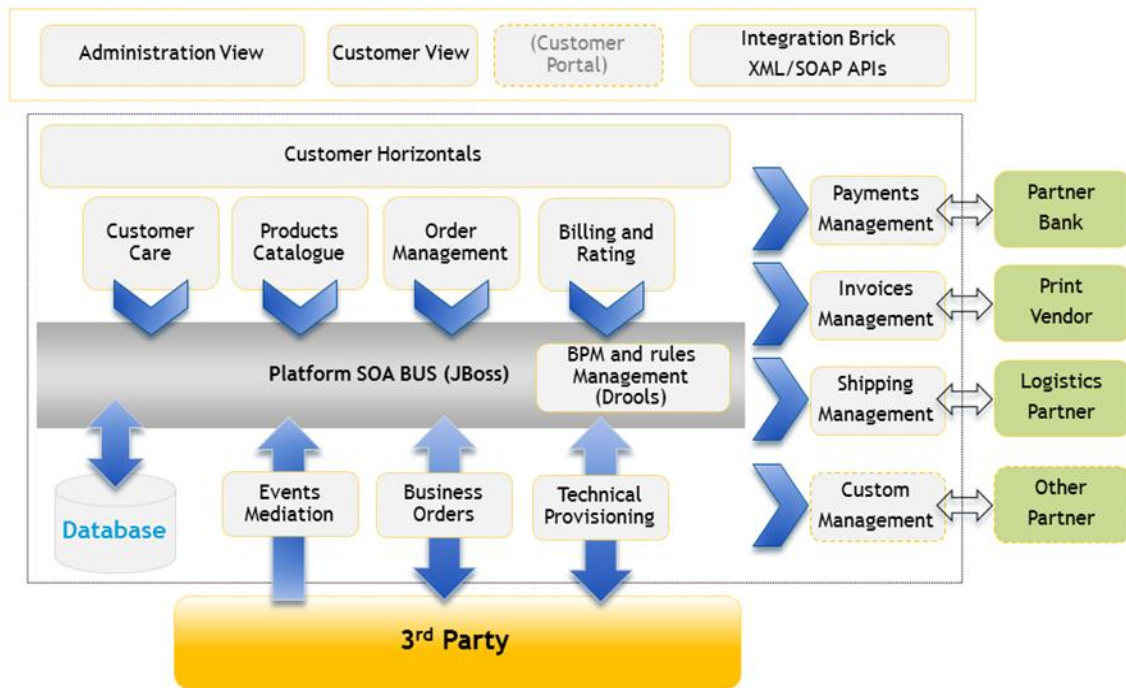 Administration View
Customer View
(Customer
Portal)
Integration Brick
XML/SOAP APIs
Customer Horizontals
Customer
Care
Products
Catalogue
Order
Management
Billing and
Rating
Payments
Management
Partner
Bank
Invoices
Management
Print
Vendor
Platform SOA BUS (JBoss)
BPM and rules
Management
(Drools)
Shipping
Management
Logistics
Partner
Database
Events
Mediation
Business
Orders
Technical
Provisioning
Custom
Management
Other
Partner
3rd Party